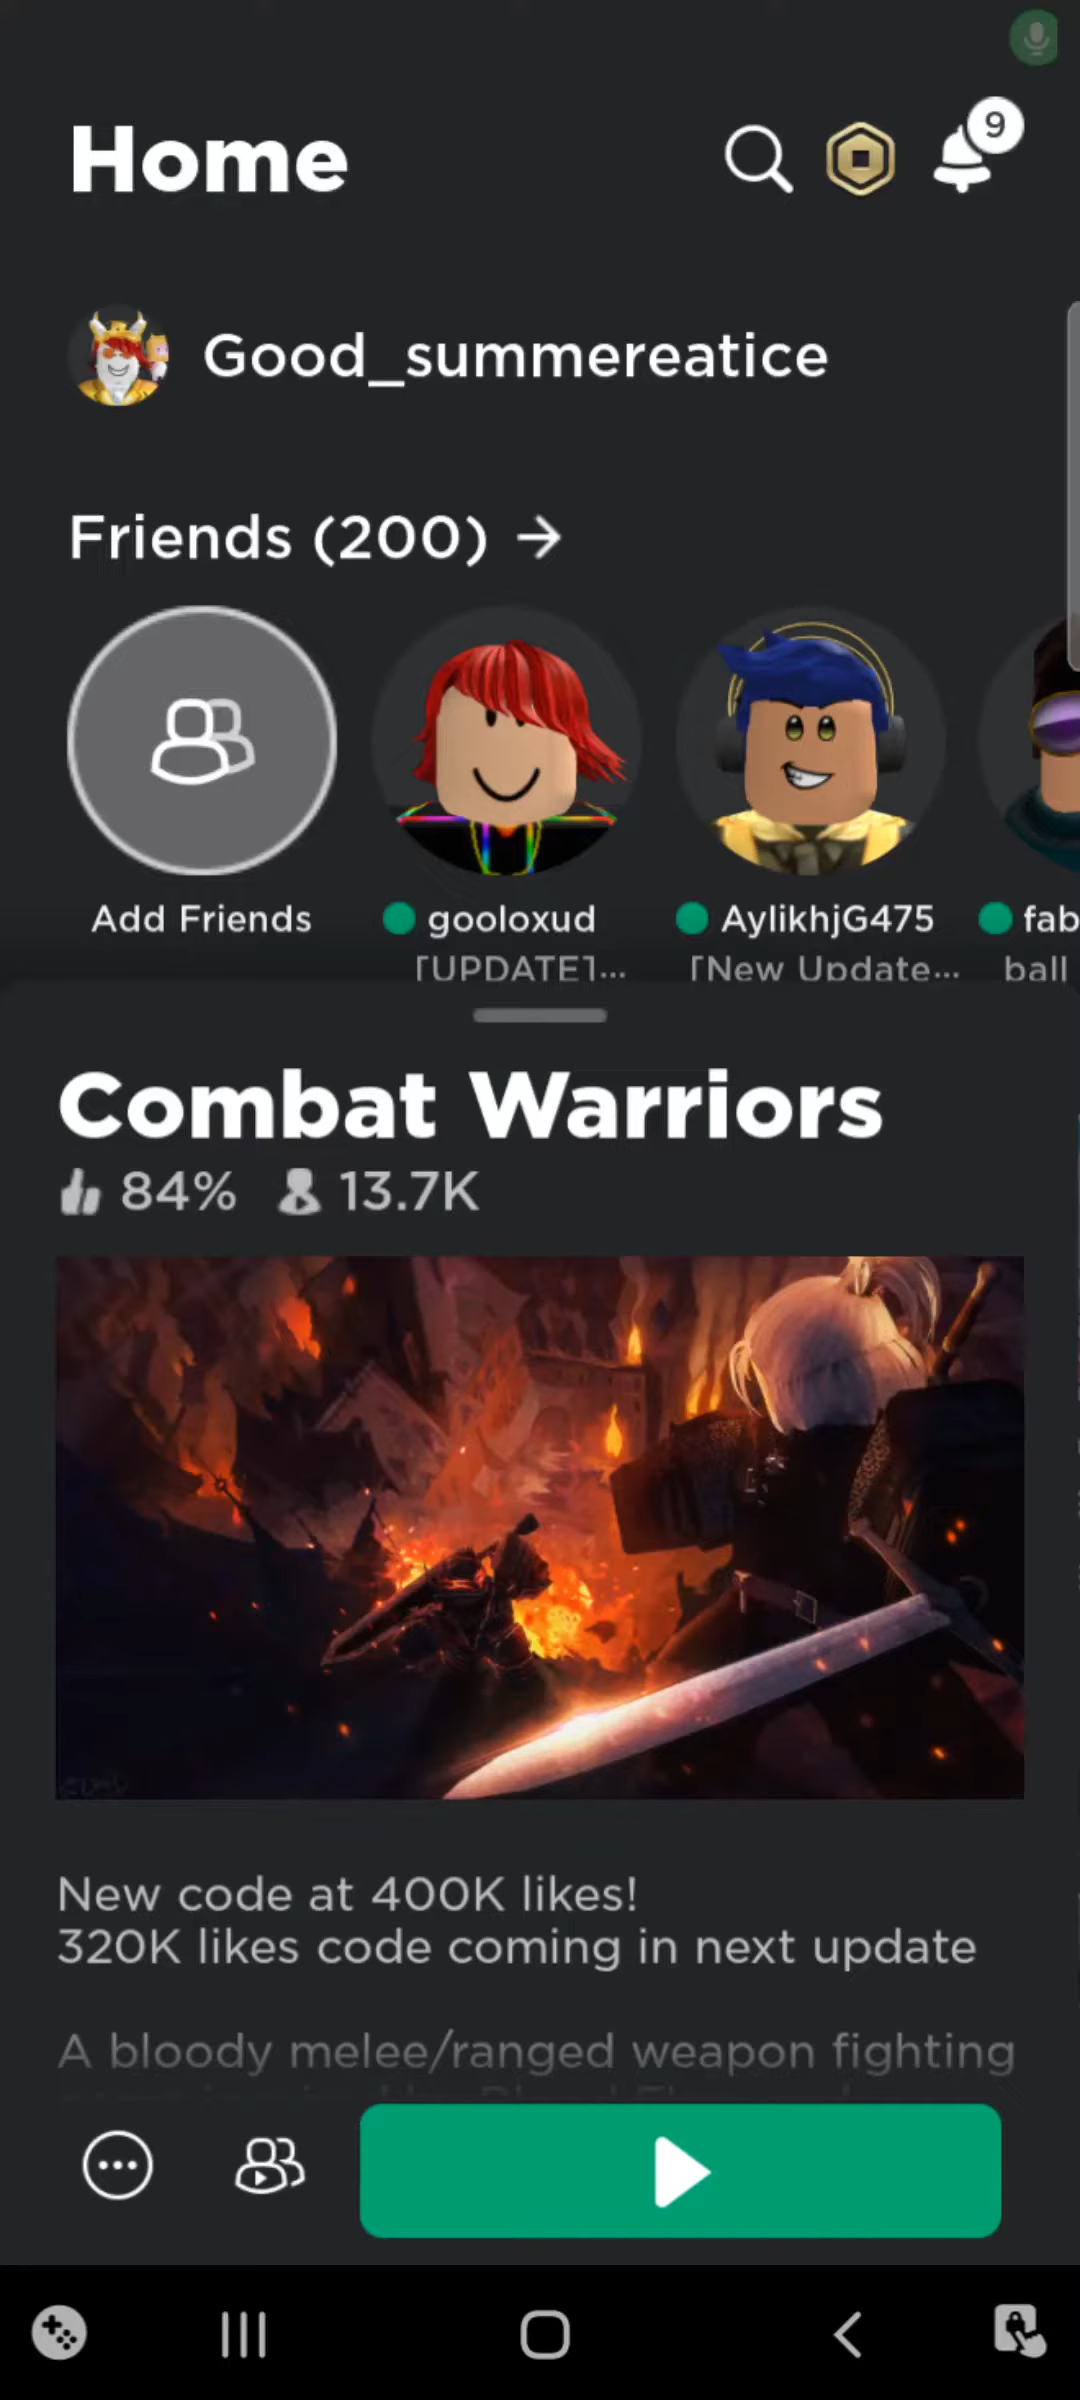 Home
9
Good_summereatice
Friends (200) →
Add Friends
gooloxud
AylikhjG475
fab
[UPDATE]...
[New Update...
ball
Combat Warriors
84%
13.7K
New code at 400K likes!
320K likes code coming in next update
A bloody melee/ranged weapon fighting